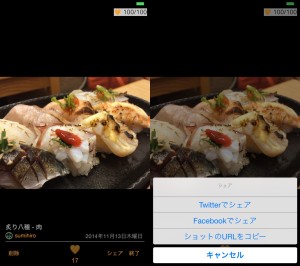 100/100
炙り八種 - 肉
sumihiro
2014年11月13日木曜日
削除
17
シェア 終了
100/100
シェア
Twitterでシェア
Facebookでシェア
ショットのURLをコピー
キャンセル